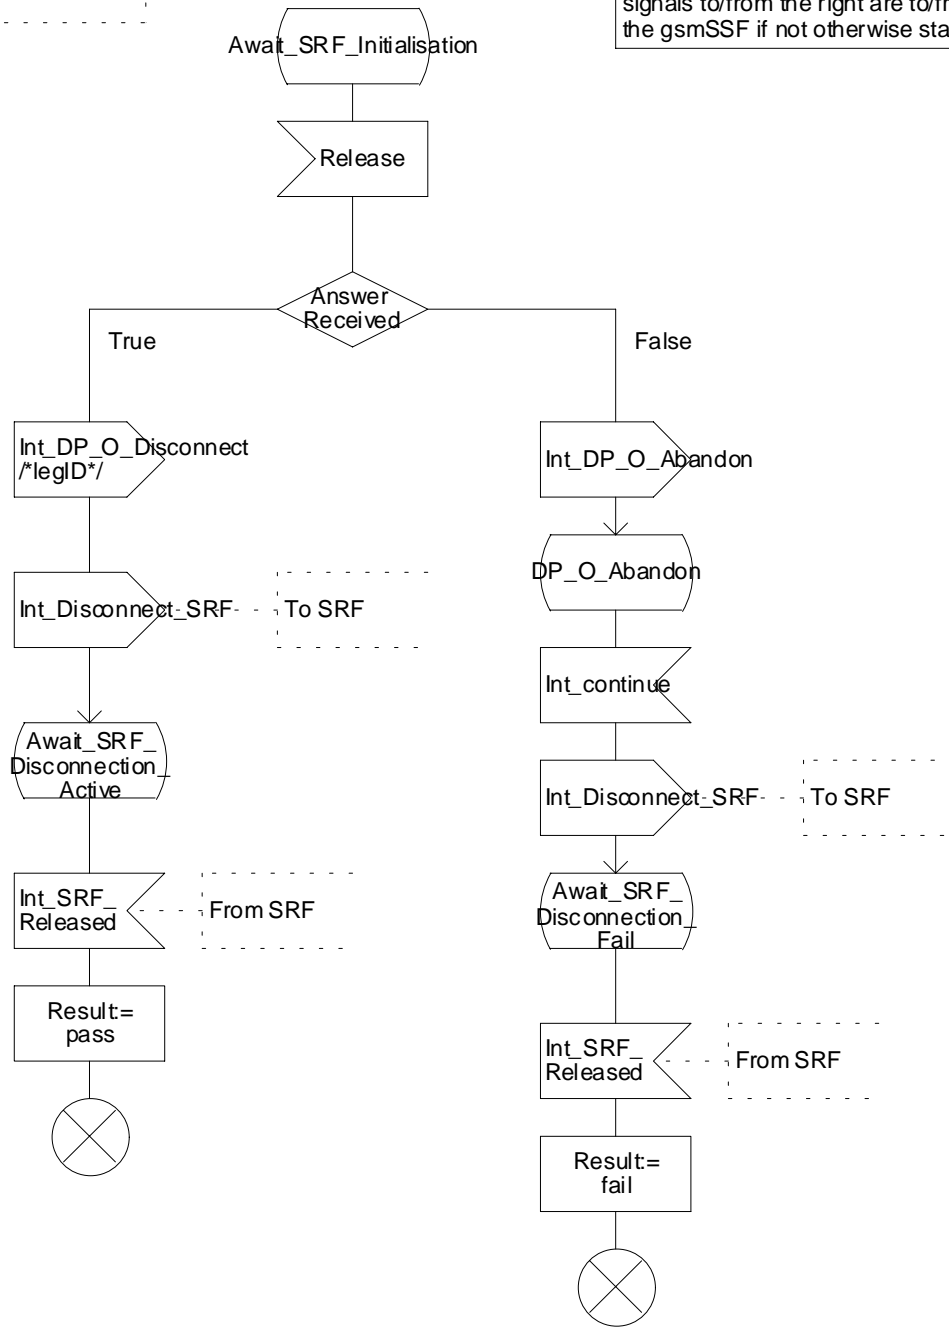 signals to/from the right are to/fr
the gsmSSF if not otherwise sta
Await_SRF_Initialisation
Release
Answer
Received
True
False
Int_DP_O_Disconnect
/*legID*/
Int_DP_O_Abandon
DP_O_Abandon
Int_Disconnect_SRF
To SRF
Int_continue
Await_SRF_
Disconnection_
Active
Int_Disconnect_SRF
To SRF
Int_SRF_
Released
From SRF
Await_SRF_
Disconnection_
Fail
Result:=
pass
Int_SRF_
Released
From SRF
Result:=
fail